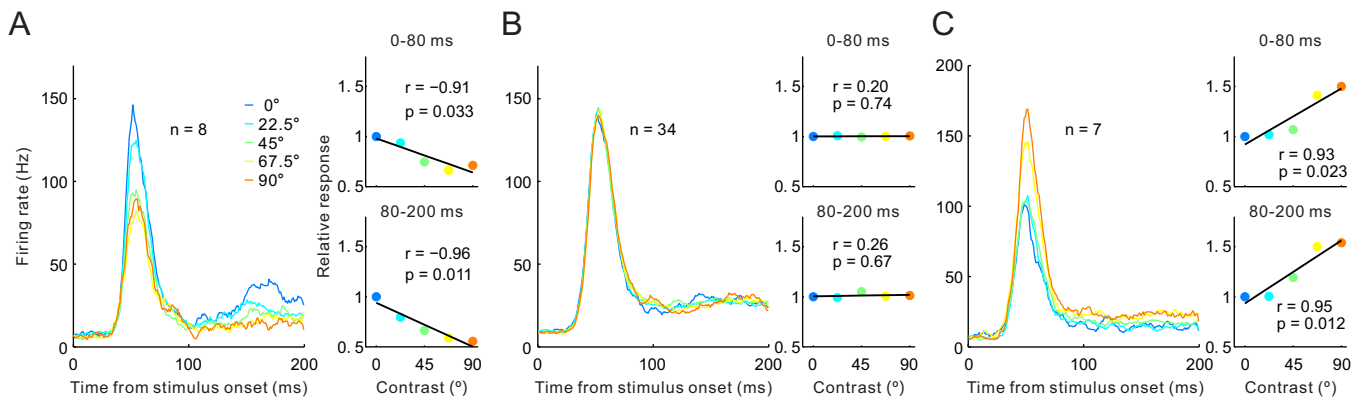 A
0-80 ms
150
100
50
0
Firing rate (Hz)
0°
22.5°
45°
67.5°
90°
n = 8
0
100
200
Time from stimulus onset (ms)
Relative response
1.5
1
0.5
r = −0.91
p = 0.033
80-200 ms
1.5
1
0.5
r = −0.96
p = 0.011
0
45
90
Contrast (º)
B
0-80 ms
150
100
50
0
n = 34
0
100
200
Time from stimulus onset (ms)
1.5
1
0.5
r = 0.20
p = 0.74
80-200 ms
1.5
1
0.5
r = 0.26
p = 0.67
0
45
90
Contrast (º)
C
0-80 ms
200
150
100
50
0
n = 7
0
100
200
Time from stimulus onset (ms)
1.5
1
0.5
r = 0.93
p = 0.023
80-200 ms
1.5
1
0.5
r = 0.95
p = 0.012
0
45
90
Contrast (º)